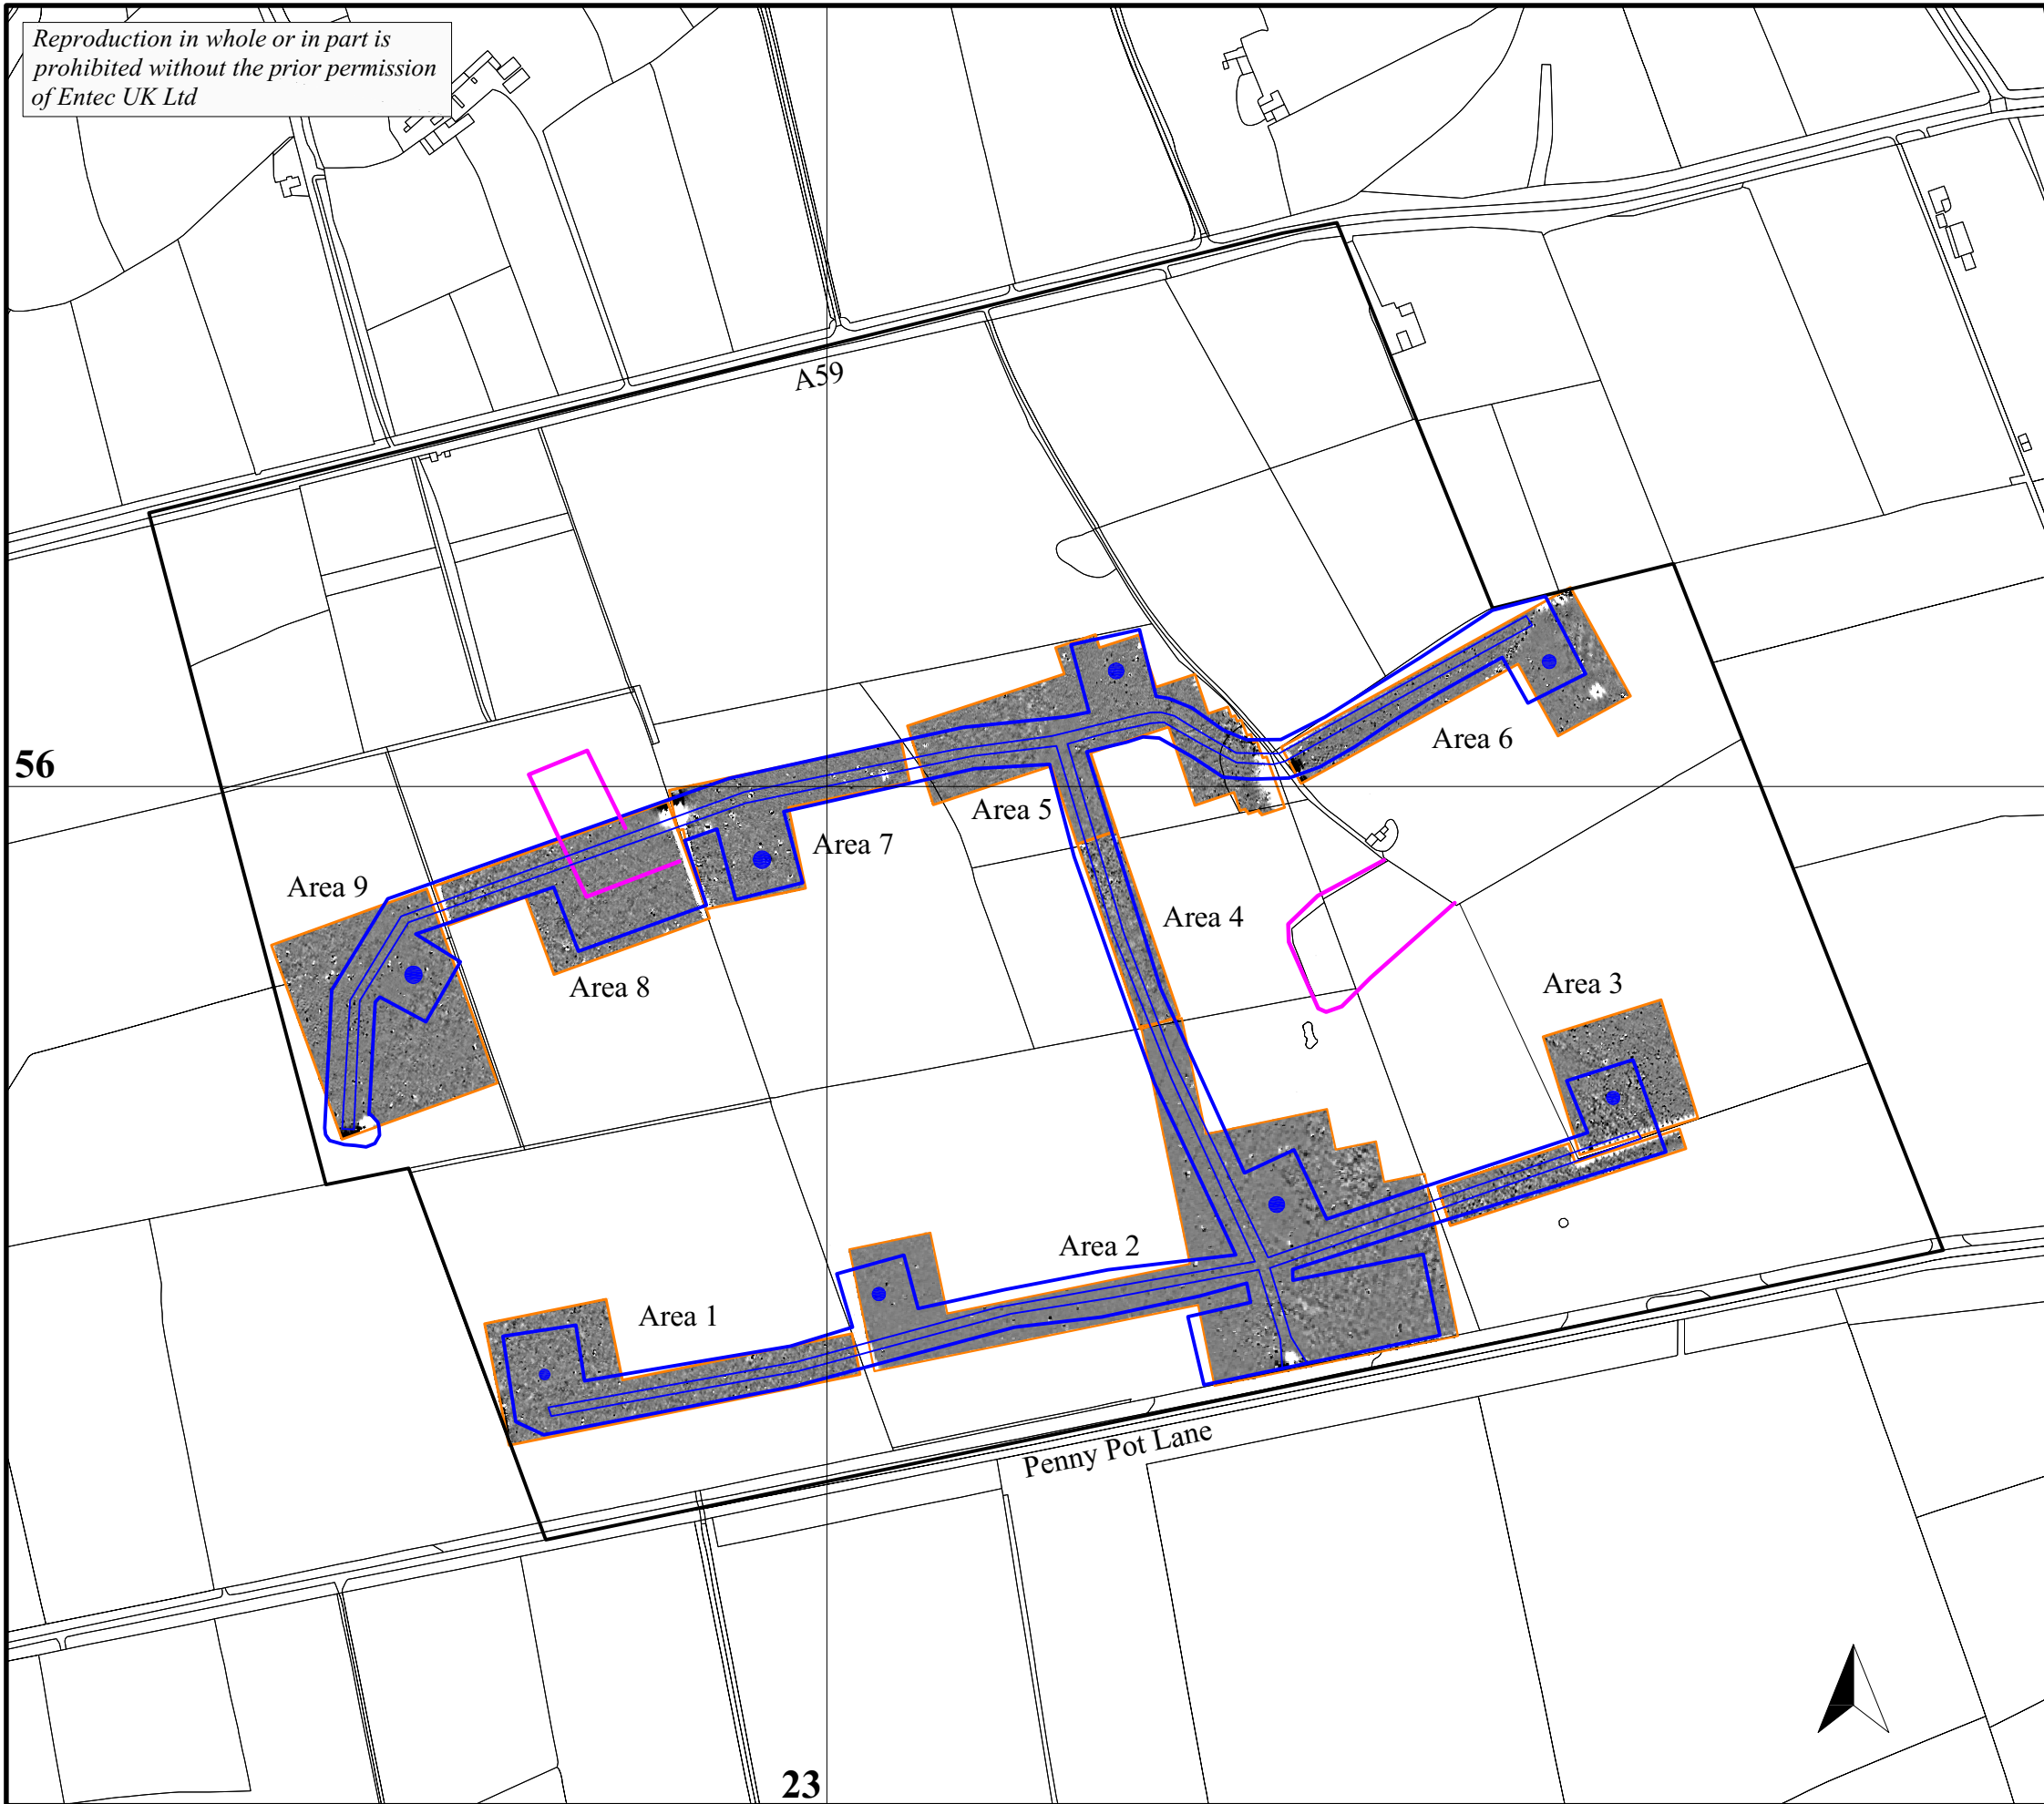 Reproduction in whole or in part is
prohibited without the prior permission
of Entec UK Ltd
A59
56
Area 6
Area 5
Area 7
Area 9
Area 4
Area 8
Area 3
Area 2
Area 1
Penny Pot Lane
23